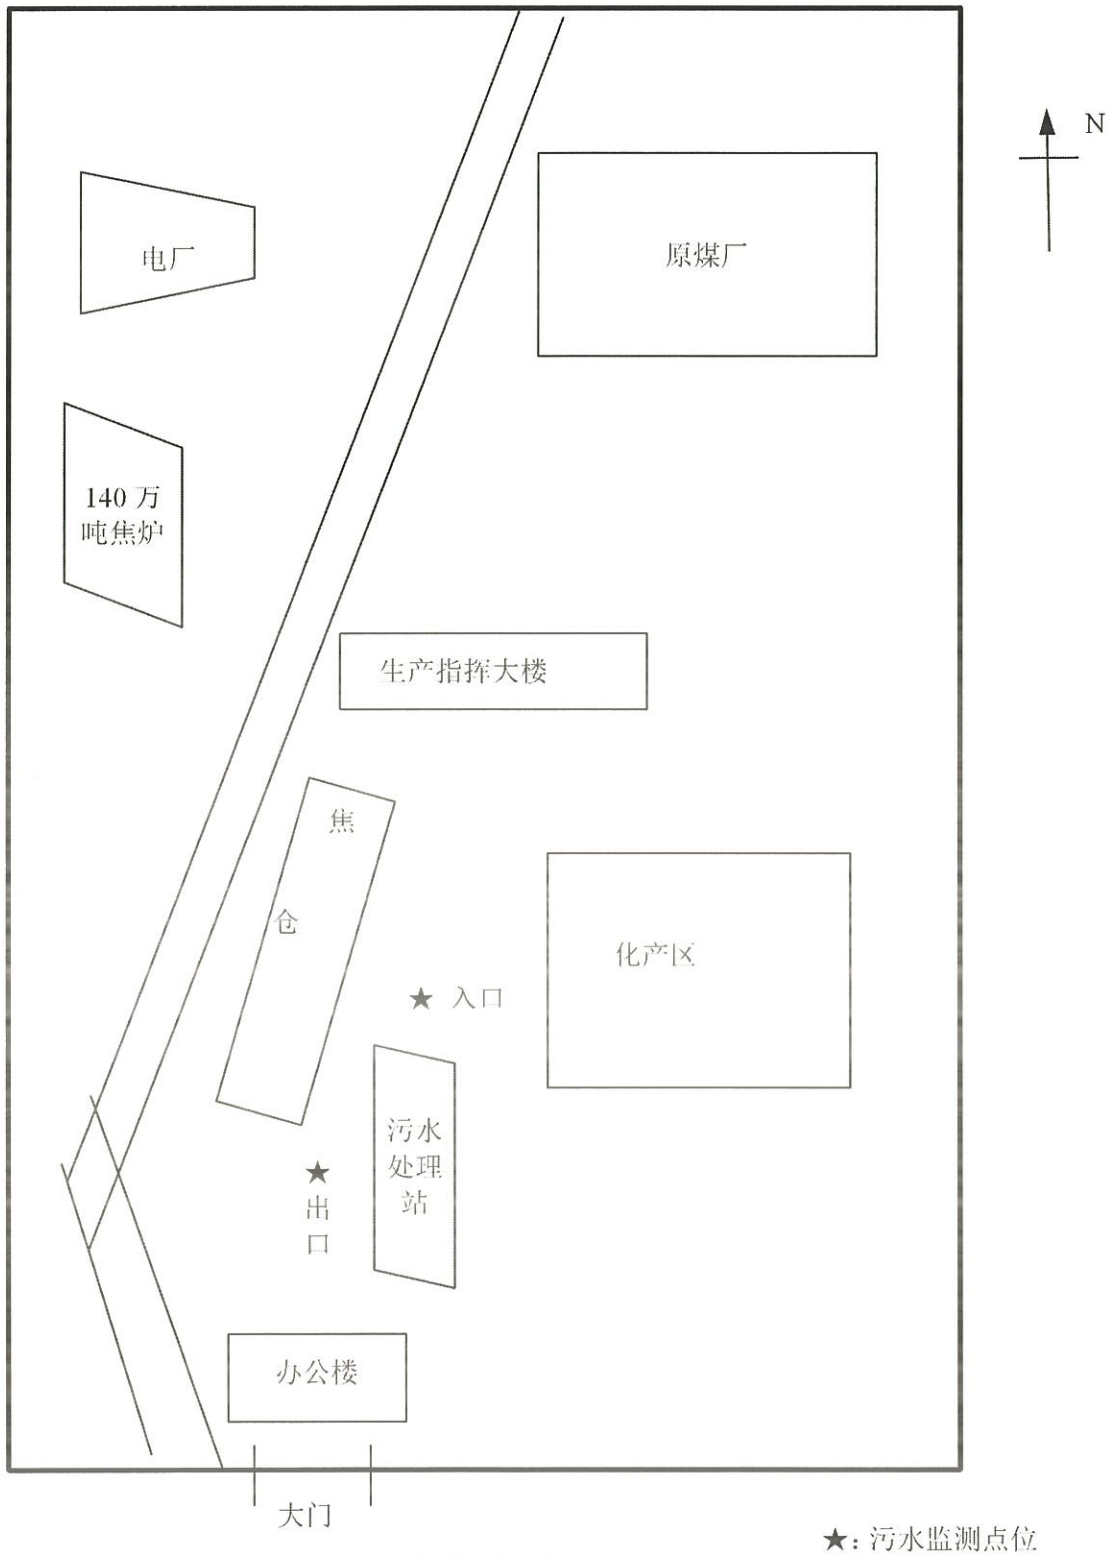 N
电厂
原煤厂
140 万
吨焦炉
生产指挥大楼
焦
仓
化产区
★ 入口
污水
处理
站
★
出
口
办公楼
大门
★: 污水监测点位